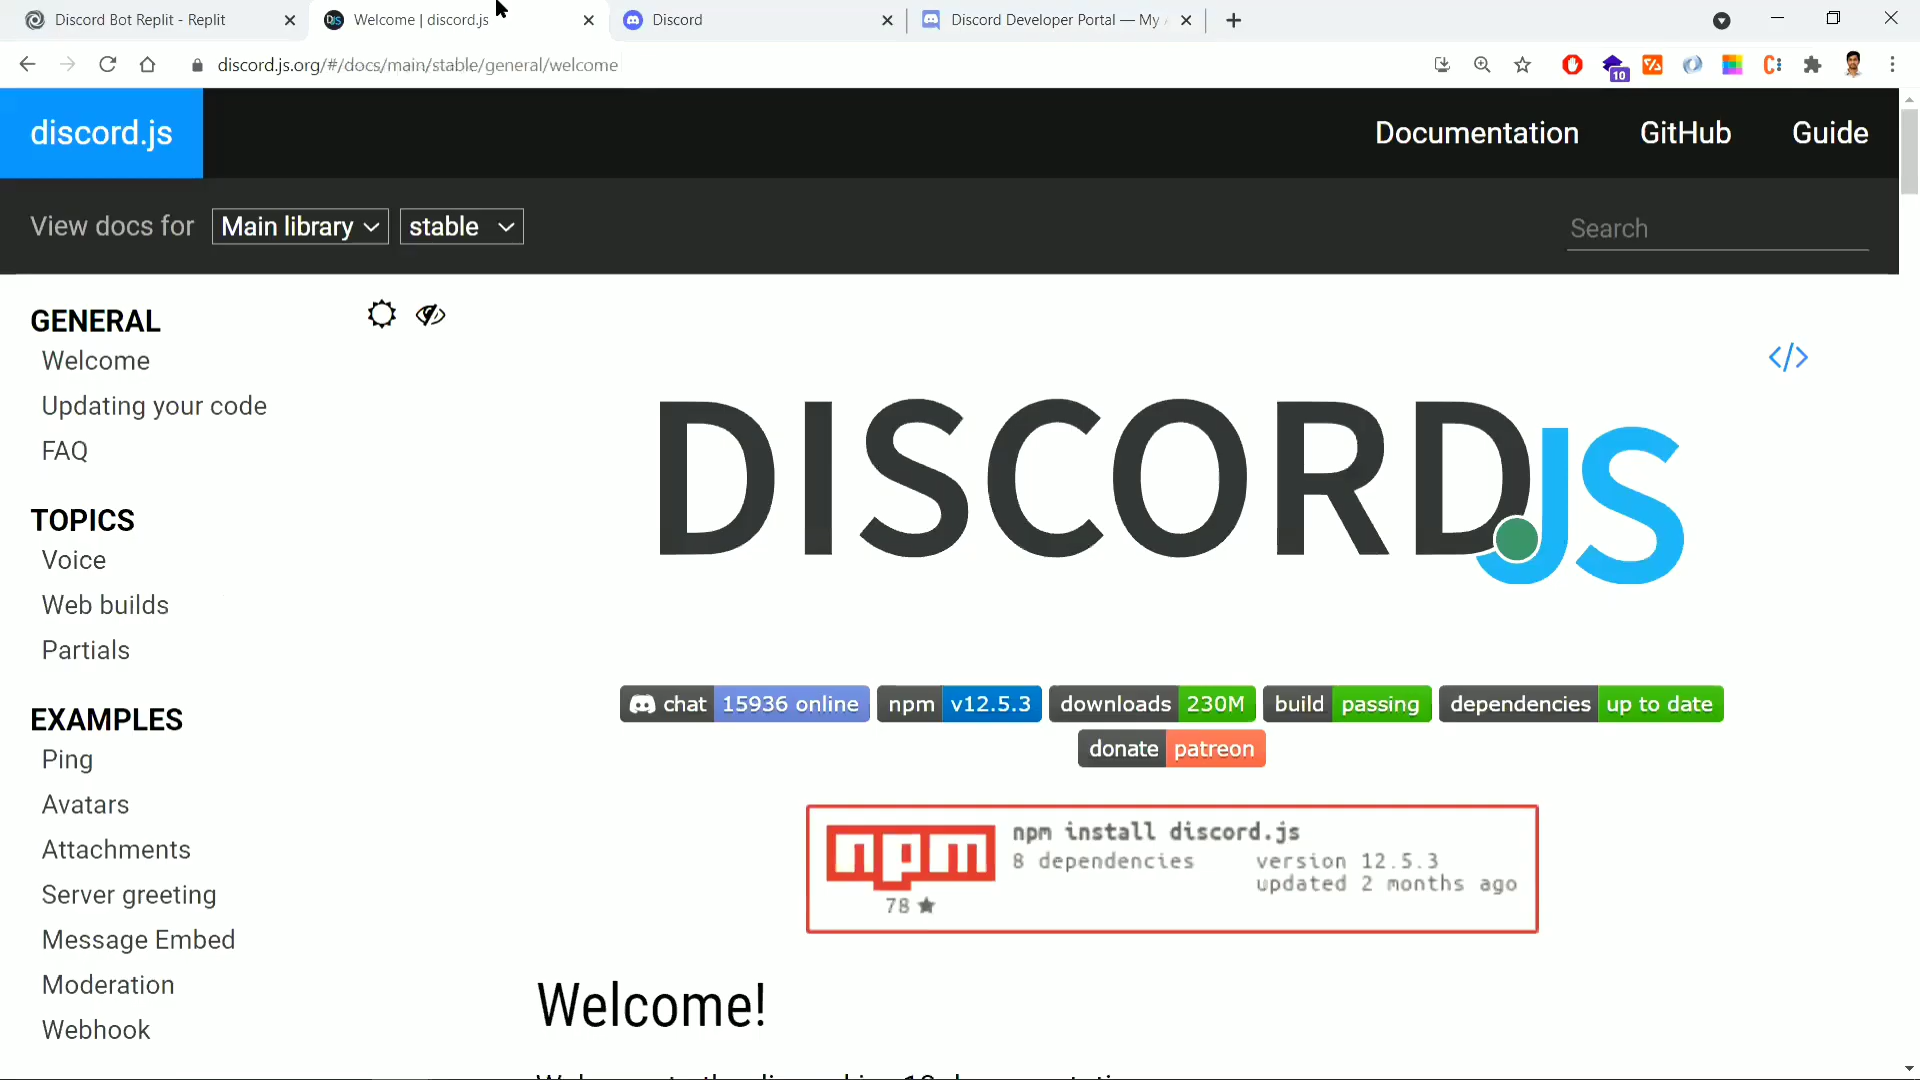 Discord Bot Replit - Replit
Welcome | discord.js
Discord
Discord Developer Portal — My
discord.js.org/#/docs/main/stable/general/welcome
10
discord.js
Documentation
GitHub
Guide
View docs for
Main library
stable
Search
GENERAL
Welcome
Updating your code
FAQ
TOPICS
Voice
Web builds
Partials
EXAMPLES
Ping
Avatars
Attachments
Server greeting
Message Embed
Moderation
Webhook
</>
DISCORD JS
chat 15936 online
npm v12.5.3
downloads 230M
build passing
dependencies up to date
donate patreon
npm
npm install discord.js
8 dependencies
version 12.5.3
updated 2 months ago
78
Welcome!